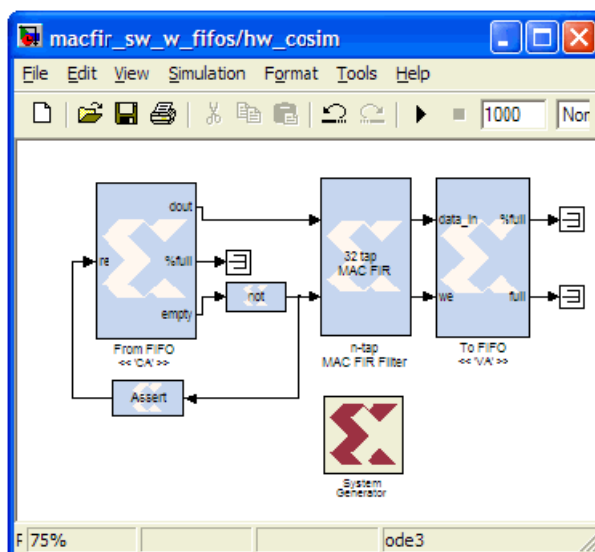 macfir_sw_w_fifos/hw_cosim
File Edit View Simulation Format Tools Help
1000 Nor
dout
re
%full
empty
From FIFO
<< 'CA' >>
not
Assert
32 tap
MAC FIR
n-tap
MAC FIR Filter
data_in
%full
we
full
To FIFO
<< 'VA' >>
System
Generator
F 75% ode3